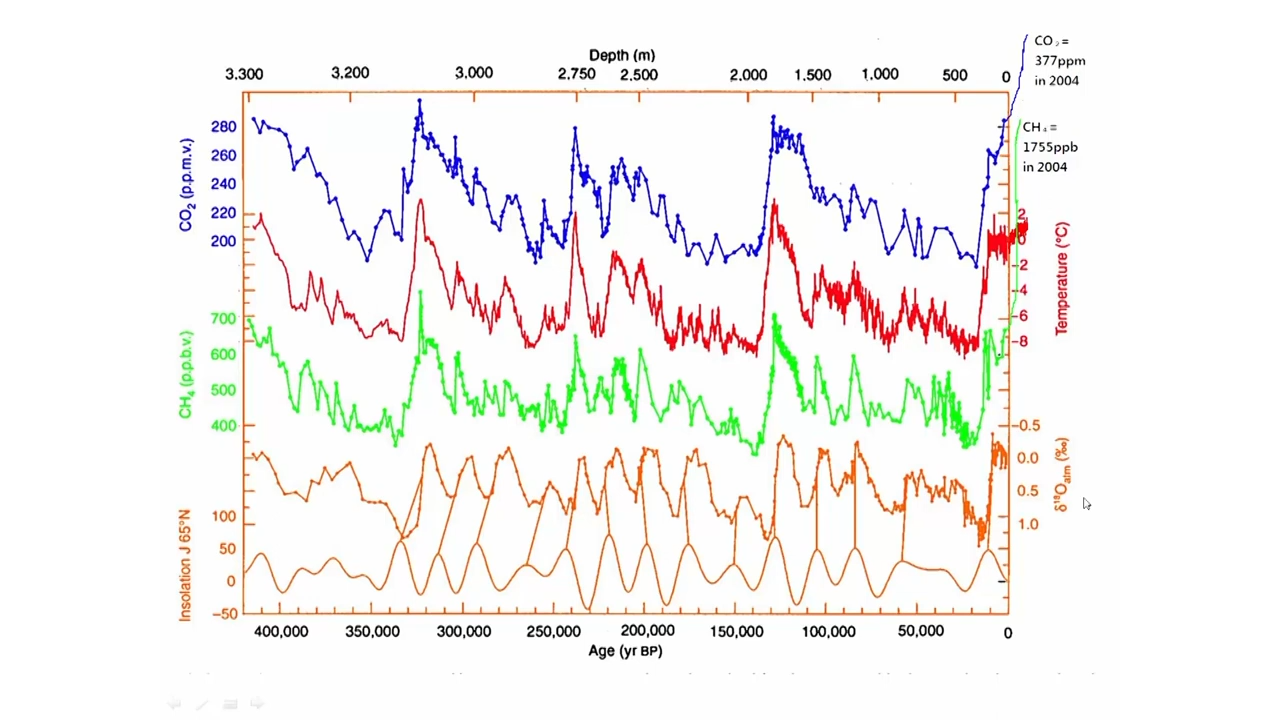 Depth (m)
3.300 3.200 3.000 2.750 2.500 2.000 1.500 1.000 500 0
CO₂ =
377ppm
in 2004
CH₄ =
1755ppb
in 2004
CO₂ (p.p.m.v.)
280
260
240
220
200
2
0
−2
−4
−6
−8
Temperature (°C)
CH₄ (p.p.b.v.)
700
600
500
400
−0.5
0.0
0.5
1.0
δ¹⁸Oatm (‰)
Insolation J 65°N
100
50
0
−50
400,000 350,000 300,000 250,000 200,000 150,000 100,000 50,000 0
Age (yr BP)